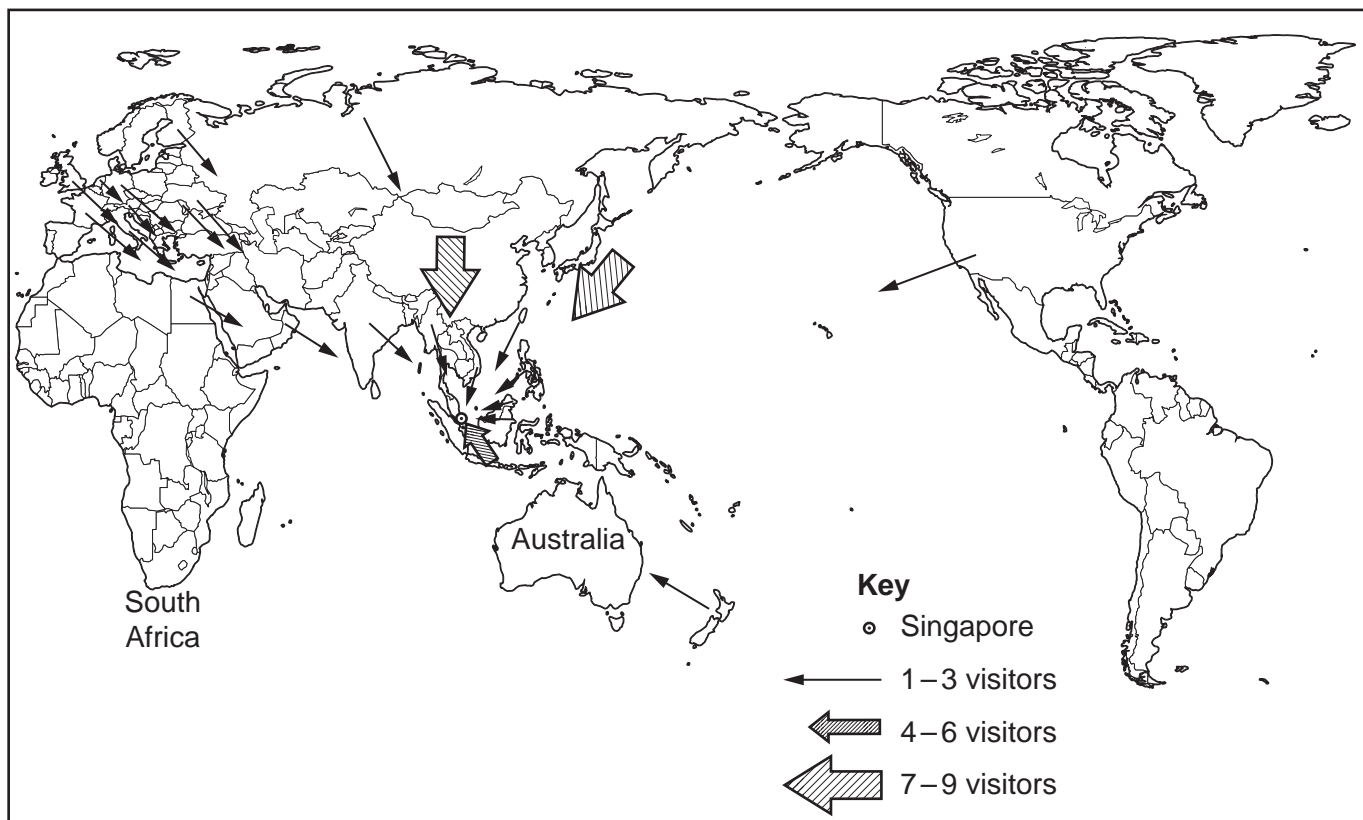 Australia
South
Africa
Key
Singapore
1 – 3 visitors
4 – 6 visitors
7 – 9 visitors